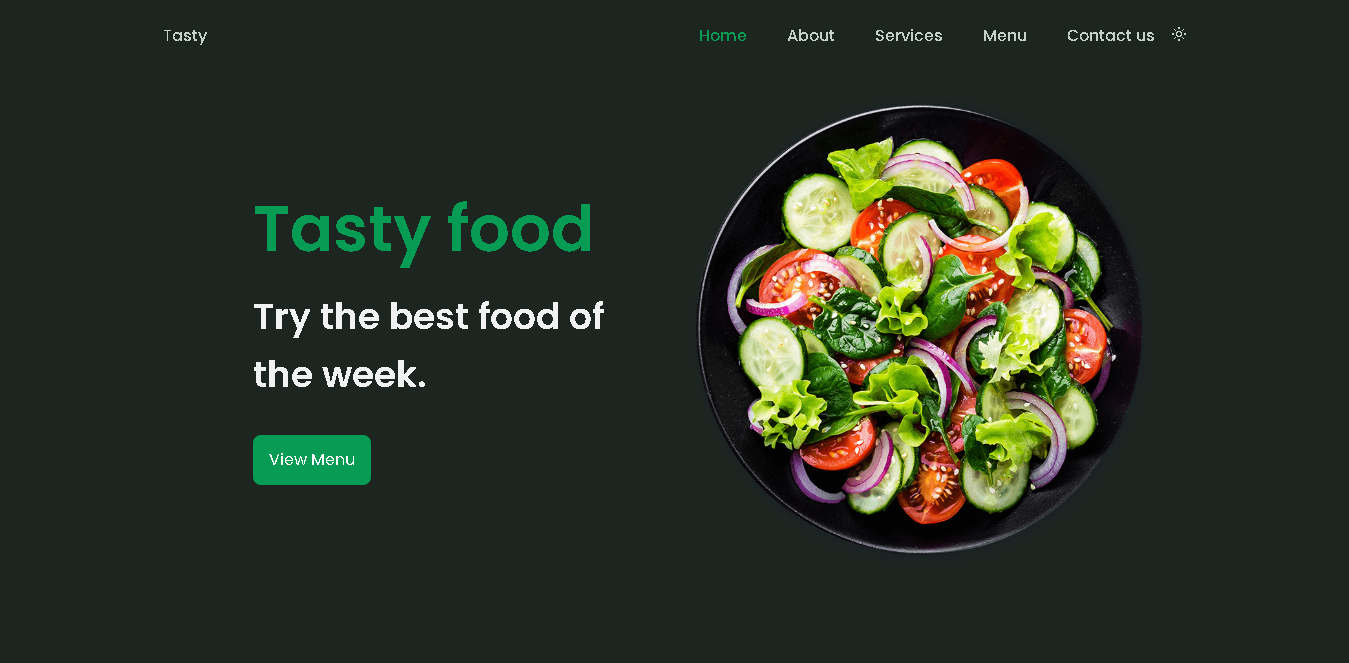 Tasty
Home About Services Menu Contact us
Tasty food
Try the best food of
the week.
View Menu